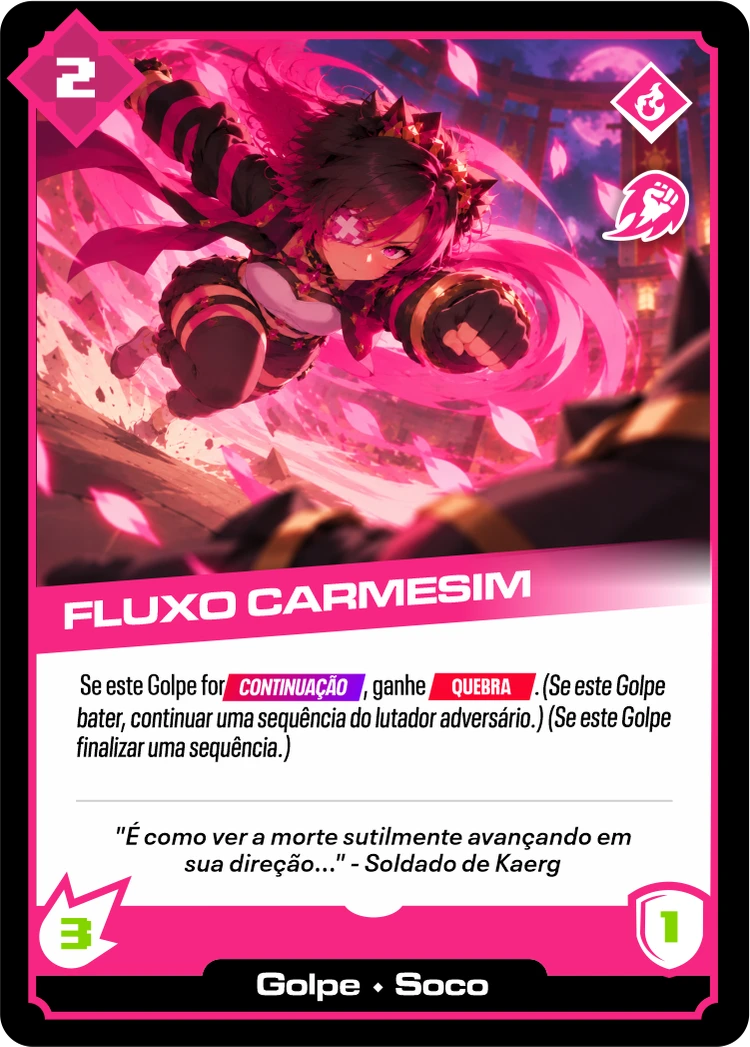 2
FLUXO CARMESIM
Se este Golpe for CONTINUAÇÃO, ganhe QUEBRA. (Se este Golpe
bater, continuar uma sequência do lutador adversário.) (Se este Golpe
finalizar uma sequência.)
"É como ver a morte sutilmente avançando em
sua direção..." - Soldado de Kaerg
3
1
Golpe • Soco